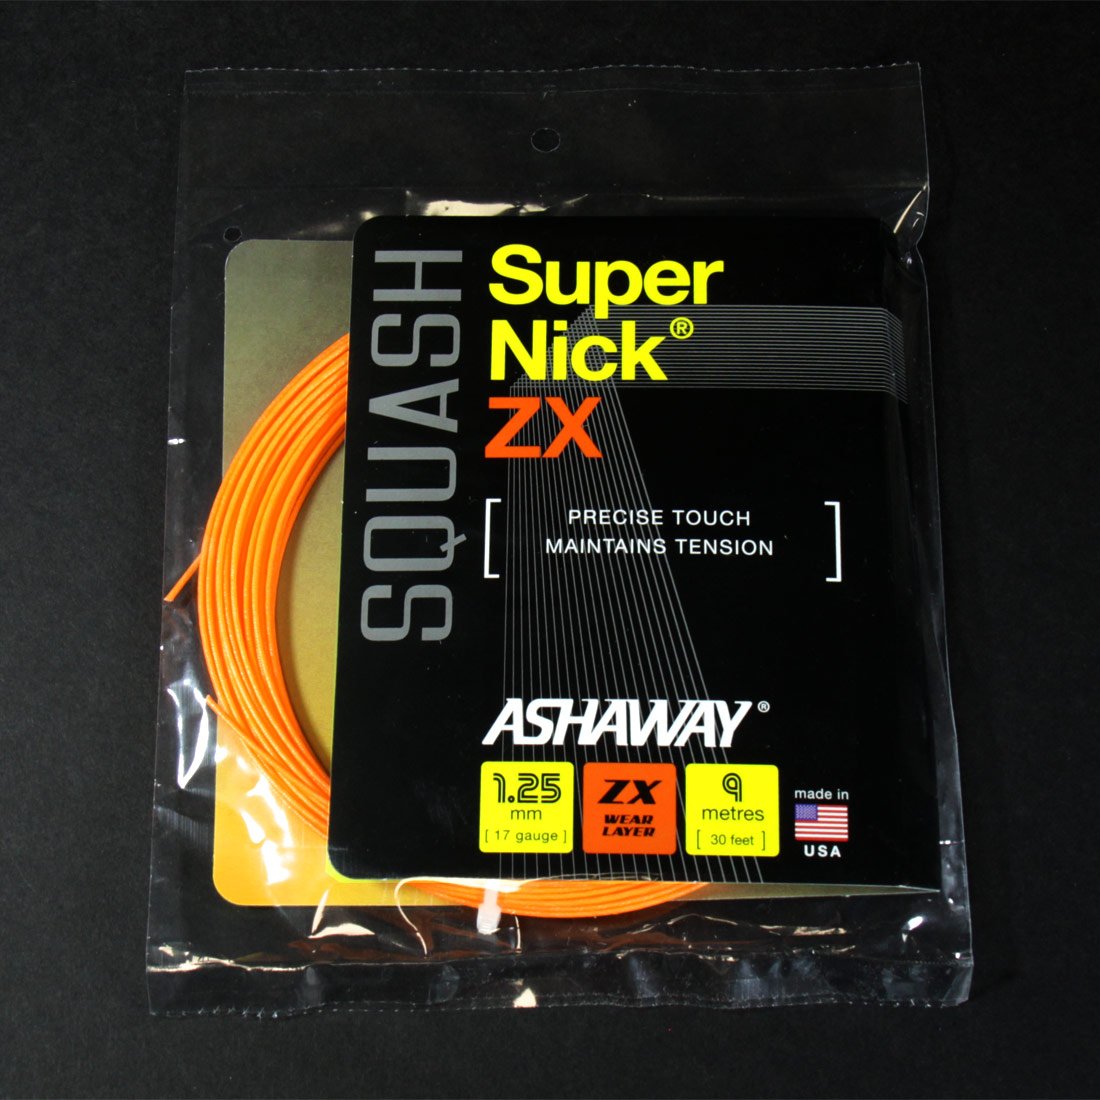 SQUASH
Super
Nick®
ZX
[ PRECISE TOUCH
MAINTAINS TENSION ]
ASHAWAY®
1.25
mm
[ 17 gauge ]
ZX
WEAR
LAYER
9
metres
[ 30 feet ]
made in
USA